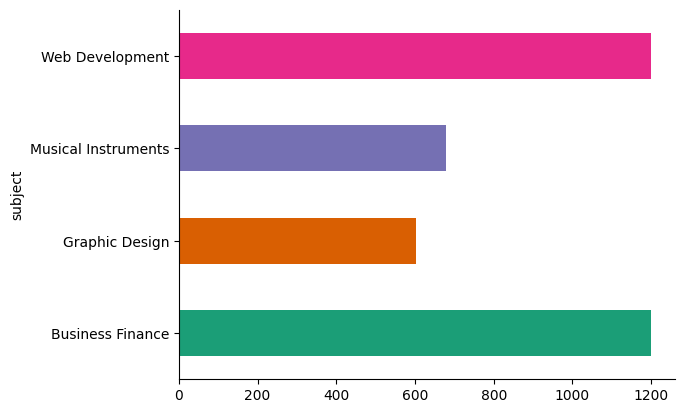 Web Development
Musical Instruments
Graphic Design
Business Finance
subject
0 200 400 600 800 1000 1200